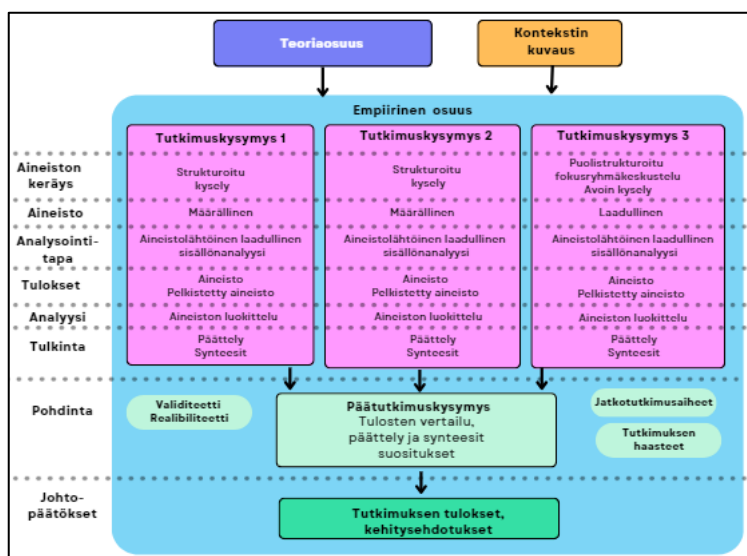 Teoriaosuus
Kontekstin
kuvaus
Empiirinen osuus
Tutkimuskysymys 1
Tutkimuskysymys 2
Tutkimuskysymys 3
Aineiston
keräys
Strukturoitu
kysely
Strukturoitu
kysely
Puolistrukturoitu
fokusryhmäkeskustelu
Avoin kysely
Aineisto
Määrällinen
Määrällinen
Laadullinen
Analysointi-
tapa
Aineistolähtöinen laadullinen
sisällönanalyysi
Aineistolähtöinen laadullinen
sisällönanalyysi
Aineistolähtöinen laadullinen
sisällönanalyysi
Tulokset
Aineisto
Pelkistetty aineisto
Aineisto
Pelkistetty aineisto
Aineisto
Pelkistetty aineisto
Analyysi
Aineiston luokittelu
Aineiston luokittelu
Aineiston luokittelu
Tulkinta
Päättely
Synteesit
Päättely
Synteesit
Päättely
Synteesit
Pohdinta
Validiteetti
Realibiliteetti
Päätutkimuskysymys
Tulosten vertailu,
päättely ja synteesit
suositukset
Jatkotutkimusaiheet
Tutkimuksen
haasteet
Johto-
päätökset
Tutkimuksen tulokset,
kehitysehdotukset